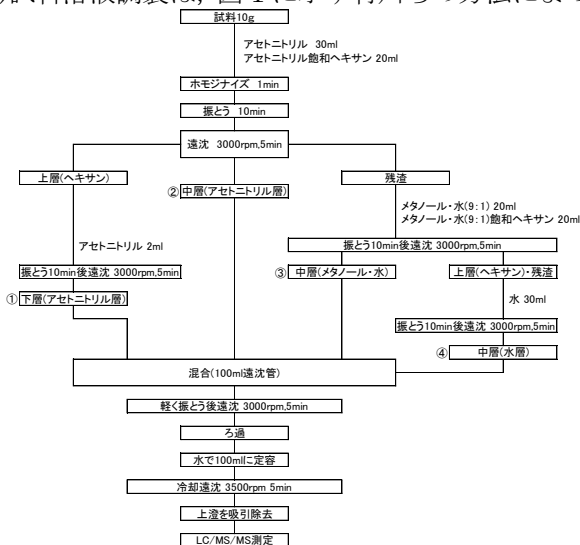 試料10g
アセトニトリル 30ml
アセトニトリル飽和ヘキサン 20ml
ホモジナイズ 1min
振とう 10min
遠沈 3000rpm,5min
上層(ヘキサン)
②中層(アセトニトリル層)
残渣
メタノール・水(9:1) 20ml
メタノール・水(9:1)飽和ヘキサン 20ml
アセトニトリル 2ml
振とう10min後遠沈 3000rpm,5min
振とう10min後遠沈 3000rpm,5min
③ 中層(メタノール・水)
上層(ヘキサン)・残渣
①下層(アセトニトリル層)
水 30ml
振とう10min後遠沈 3000rpm,5min
④ 中層(水層)
混合(100ml遠沈管)
軽く振とう後遠沈 3000rpm,5min
ろ過
水で100mlに定容
冷却遠沈 3500rpm 5min
上澄を吸引除去
LC/MS/MS測定